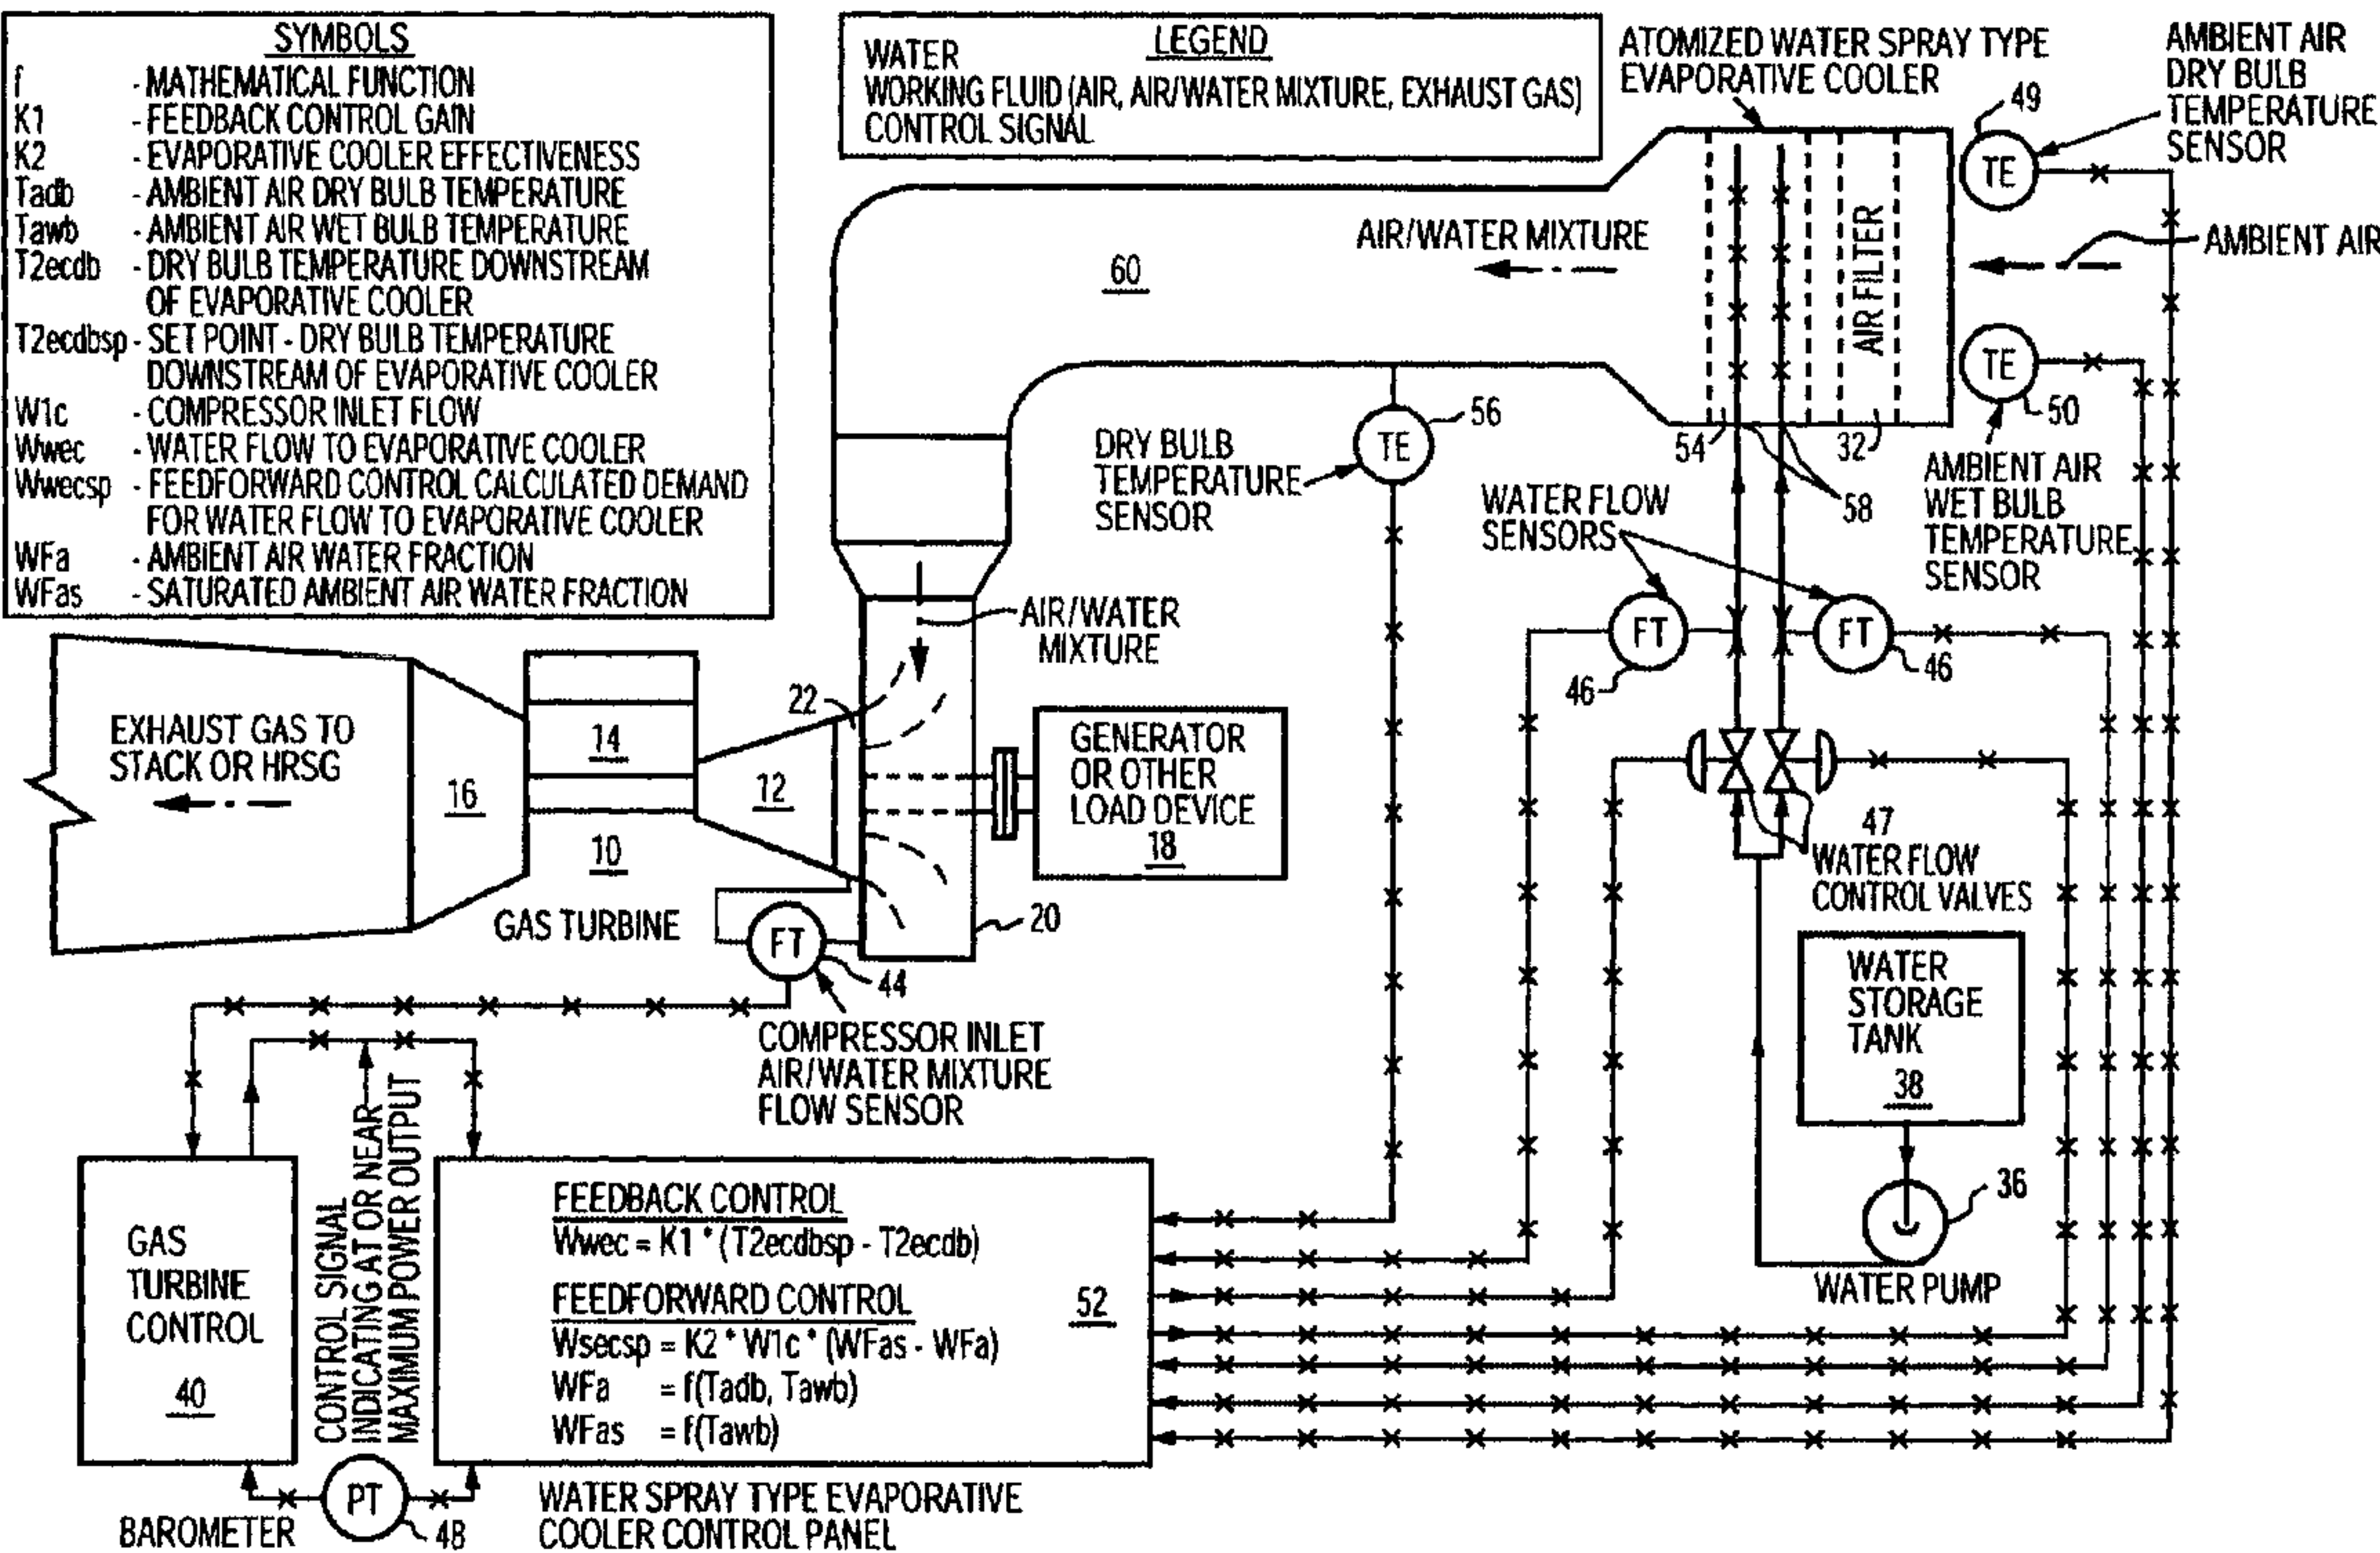 SYMBOLS
f - MATHEMATICAL FUNCTION
K1 - FEEDBACK CONTROL GAIN
K2 - EVAPORATIVE COOLER EFFECTIVENESS
Tadb - AMBIENT AIR DRY BULB TEMPERATURE
Tawb - AMBIENT AIR WET BULB TEMPERATURE
T2ecdb - DRY BULB TEMPERATURE DOWNSTREAM
OF EVAPORATIVE COOLER
T2ecdbsp - SET POINT - DRY BULB TEMPERATURE
DOWNSTREAM OF EVAPORATIVE COOLER
W1c - COMPRESSOR INLET FLOW
Wwec - WATER FLOW TO EVAPORATIVE COOLER
Wwecsp - FEEDFORWARD CONTROL CALCULATED DEMAND
FOR WATER FLOW TO EVAPORATIVE COOLER
WFa - AMBIENT AIR WATER FRACTION
WFas - SATURATED AMBIENT AIR WATER FRACTION
LEGEND
WATER
WORKING FLUID (AIR, AIR/WATER MIXTURE, EXHAUST GAS)
CONTROL SIGNAL
ATOMIZED WATER SPRAY TYPE
EVAPORATIVE COOLER
AMBIENT AIR
DRY BULB
TEMPERATURE
SENSOR
49
TE
AMBIENT AIR
AIR/WATER MIXTURE
60
AIR FILTER
TE
50
54
32
58
AMBIENT AIR
WET BULB
TEMPERATURE
SENSOR
56
TE
DRY BULB
TEMPERATURE
SENSOR
WATER FLOW
SENSORS
FT
46
FT
46
AIR/WATER
MIXTURE
EXHAUST GAS TO
STACK OR HRSG
16
14
12
22
10
GAS TURBINE
GENERATOR
OR OTHER
LOAD DEVICE
18
20
47
WATER FLOW
CONTROL VALVES
FT
44
COMPRESSOR INLET
AIR/WATER MIXTURE
FLOW SENSOR
WATER
STORAGE
TANK
38
36
WATER PUMP
GAS
TURBINE
CONTROL
40
CONTROL SIGNAL
INDICATING AT OR NEAR
MAXIMUM POWER OUTPUT
FEEDBACK CONTROL
Wwec = K1 * (T2ecdbsp - T2ecdb)
FEEDFORWARD CONTROL
Wsecsp = K2 * W1c * (WFas - WFa)
WFa = f(Tadb, Tawb)
WFas = f(Tawb)
52
BAROMETER
PT
48
WATER SPRAY TYPE EVAPORATIVE
COOLER CONTROL PANEL